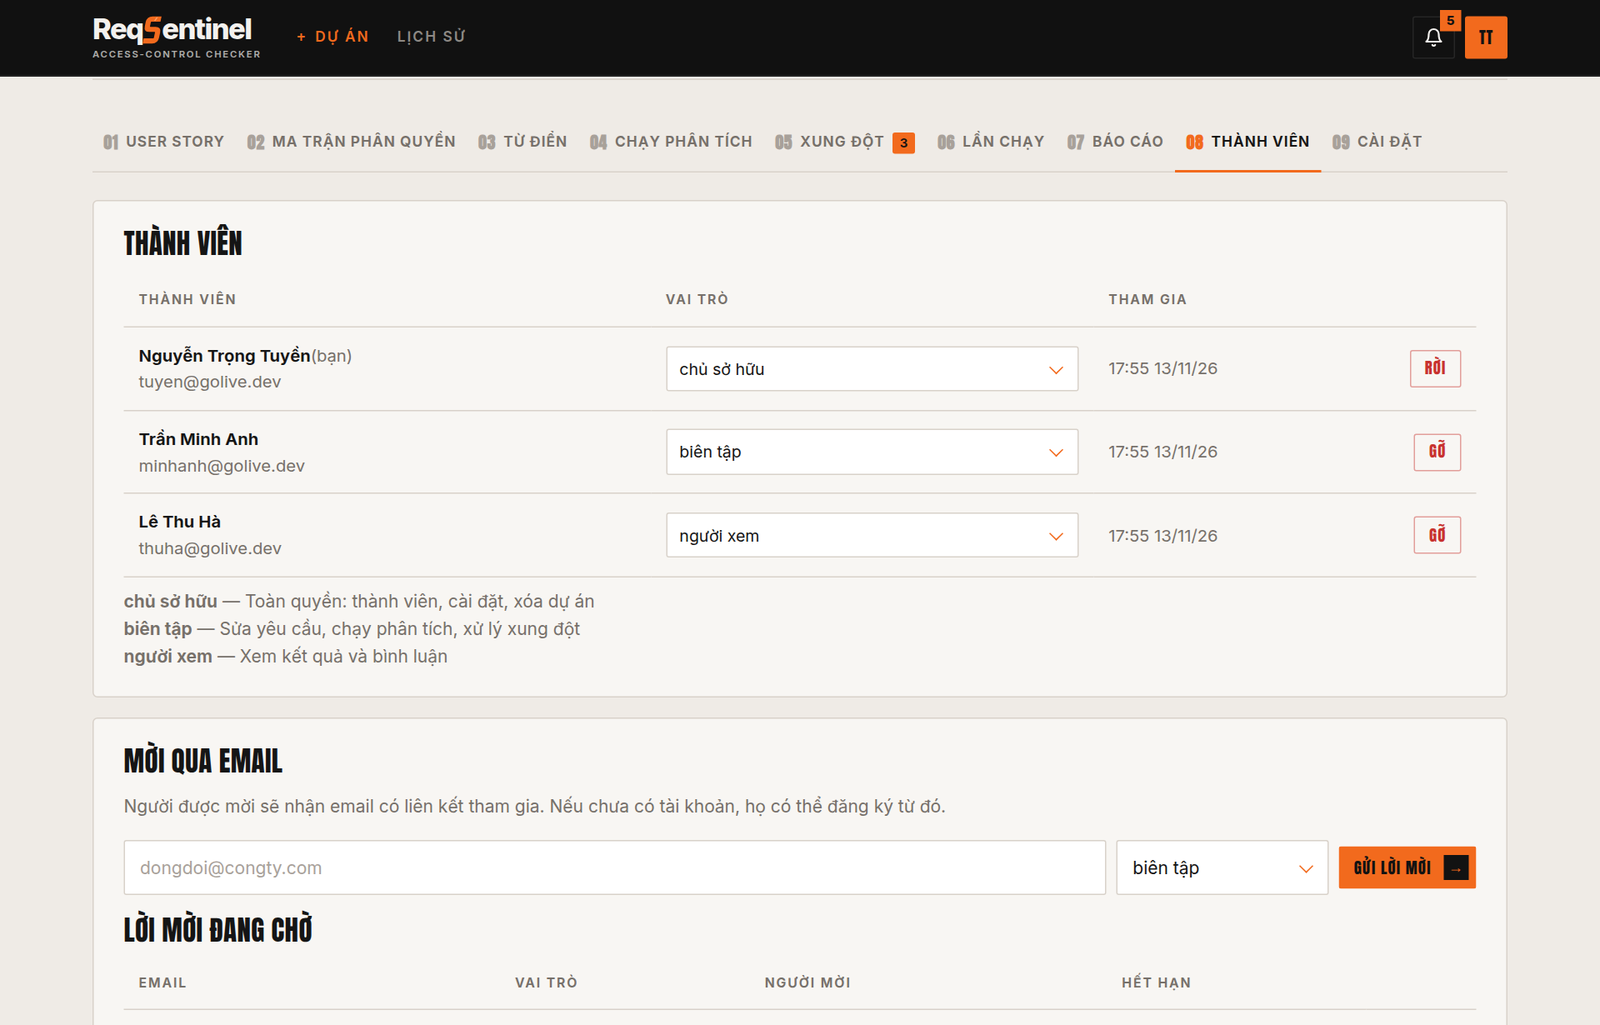 ReqSentinel
ACCESS-CONTROL CHECKER
+ DỰ ÁN
LỊCH SỬ
5
TT
01 USER STORY
02 MA TRẬN PHÂN QUYỀN
03 TỪ ĐIỂN
04 CHẠY PHÂN TÍCH
05 XUNG ĐỘT 3
06 LẦN CHẠY
07 BÁO CÁO
08 THÀNH VIÊN
09 CÀI ĐẶT
THÀNH VIÊN
THÀNH VIÊN
VAI TRÒ
THAM GIA
Nguyễn Trọng Tuyển(bạn)
tuyen@golive.dev
chủ sở hữu
17:55 13/11/26
RỜI
Trần Minh Anh
minhanh@golive.dev
biên tập
17:55 13/11/26
GỠ
Lê Thu Hà
thuha@golive.dev
người xem
17:55 13/11/26
GỠ
chủ sở hữu — Toàn quyền: thành viên, cài đặt, xóa dự án
biên tập — Sửa yêu cầu, chạy phân tích, xử lý xung đột
người xem — Xem kết quả và bình luận
MỜI QUA EMAIL
Người được mời sẽ nhận email có liên kết tham gia. Nếu chưa có tài khoản, họ có thể đăng ký từ đó.
dongdoi@congty.com
biên tập
GỬI LỜI MỜI →
LỜI MỜI ĐANG CHỜ
EMAIL
VAI TRÒ
NGƯỜI MỜI
HẾT HẠN